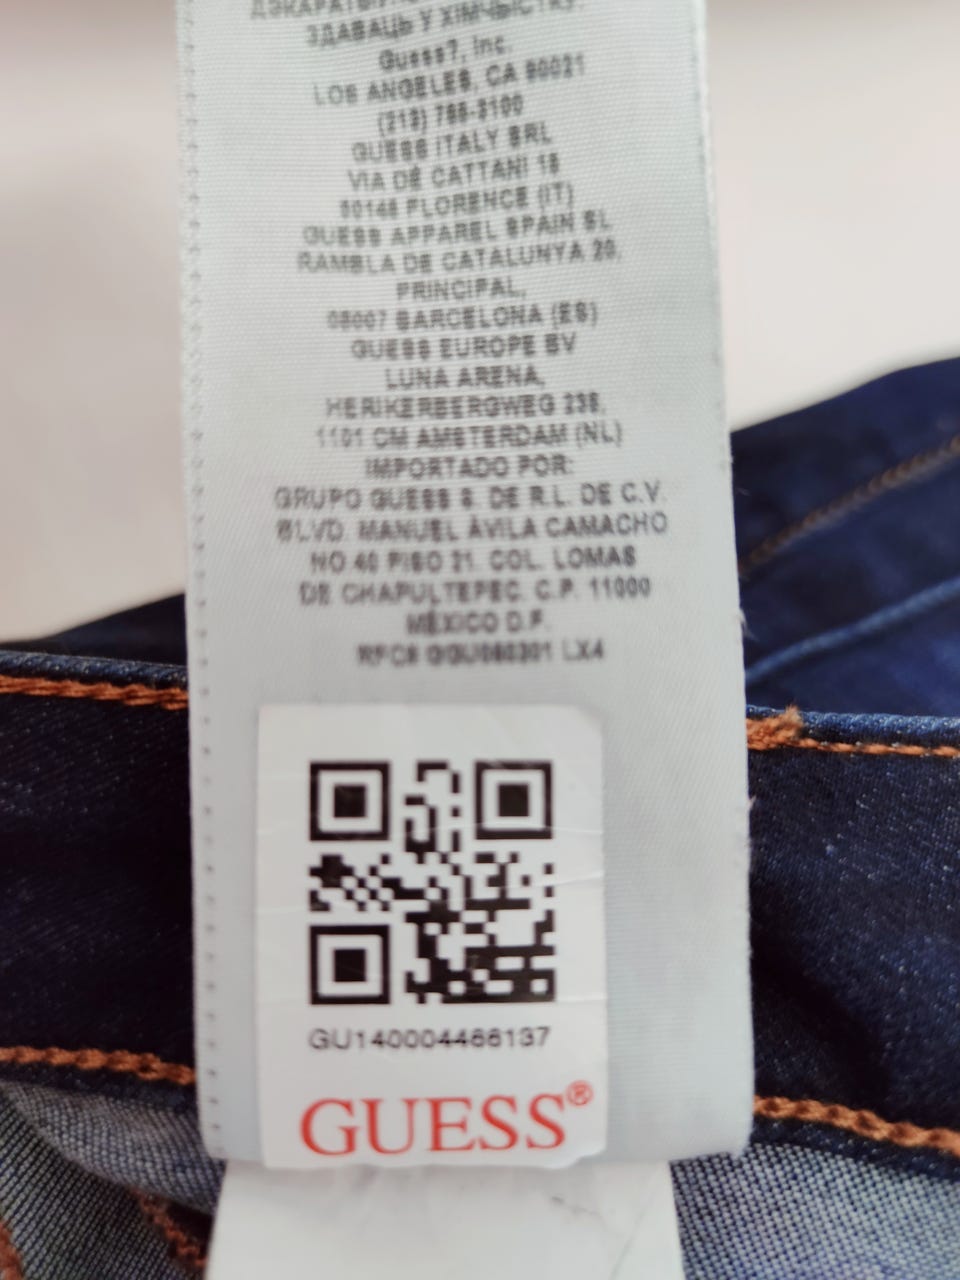 ЗДАВАЦЬ У ХІМЧЫСТКУ.
Guess?, Inc.
LOS ANGELES, CA 90021
(213) 765-3100
GUESS ITALY SRL
VIA DE CATTANI 18
50145 FLORENCE (IT)
GUESS APPAREL SPAIN SL
RAMBLA DE CATALUNYA 20,
PRINCIPAL,
08007 BARCELONA (ES)
GUESS EUROPE BV
LUNA ARENA,
HERIKERBERGWEG 238,
1101 CM AMSTERDAM (NL)
IMPORTADO POR:
GRUPO GUESS S. DE R.L. DE C.V.
BLVD. MANUEL ÁVILA CAMACHO
NO.40 PISO 21. COL. LOMAS
DE CHAPULTEPEC. C.P. 11000
MÉXICO D.F.
LX4
GU140004466137
GUESS®